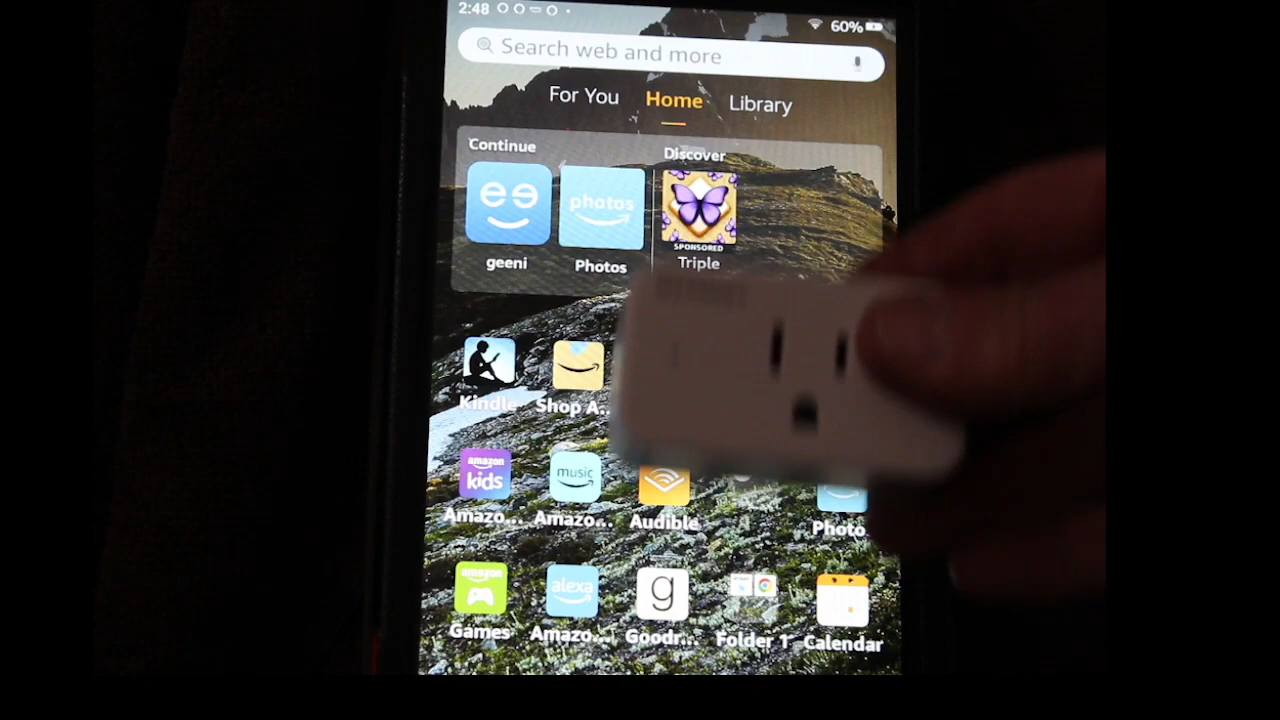 2:48
60%
Search web and more
For You Home Library
Continue
Discover
photos
SPONSORED
geeni
Photos
Triple
Kindle
Shop A...
amazon
kids
music
Amazo...
Amazo...
Audible
Photo
amazon
alexa
g
Games
Amazo...
Goodr...
Folder 1
Calendar